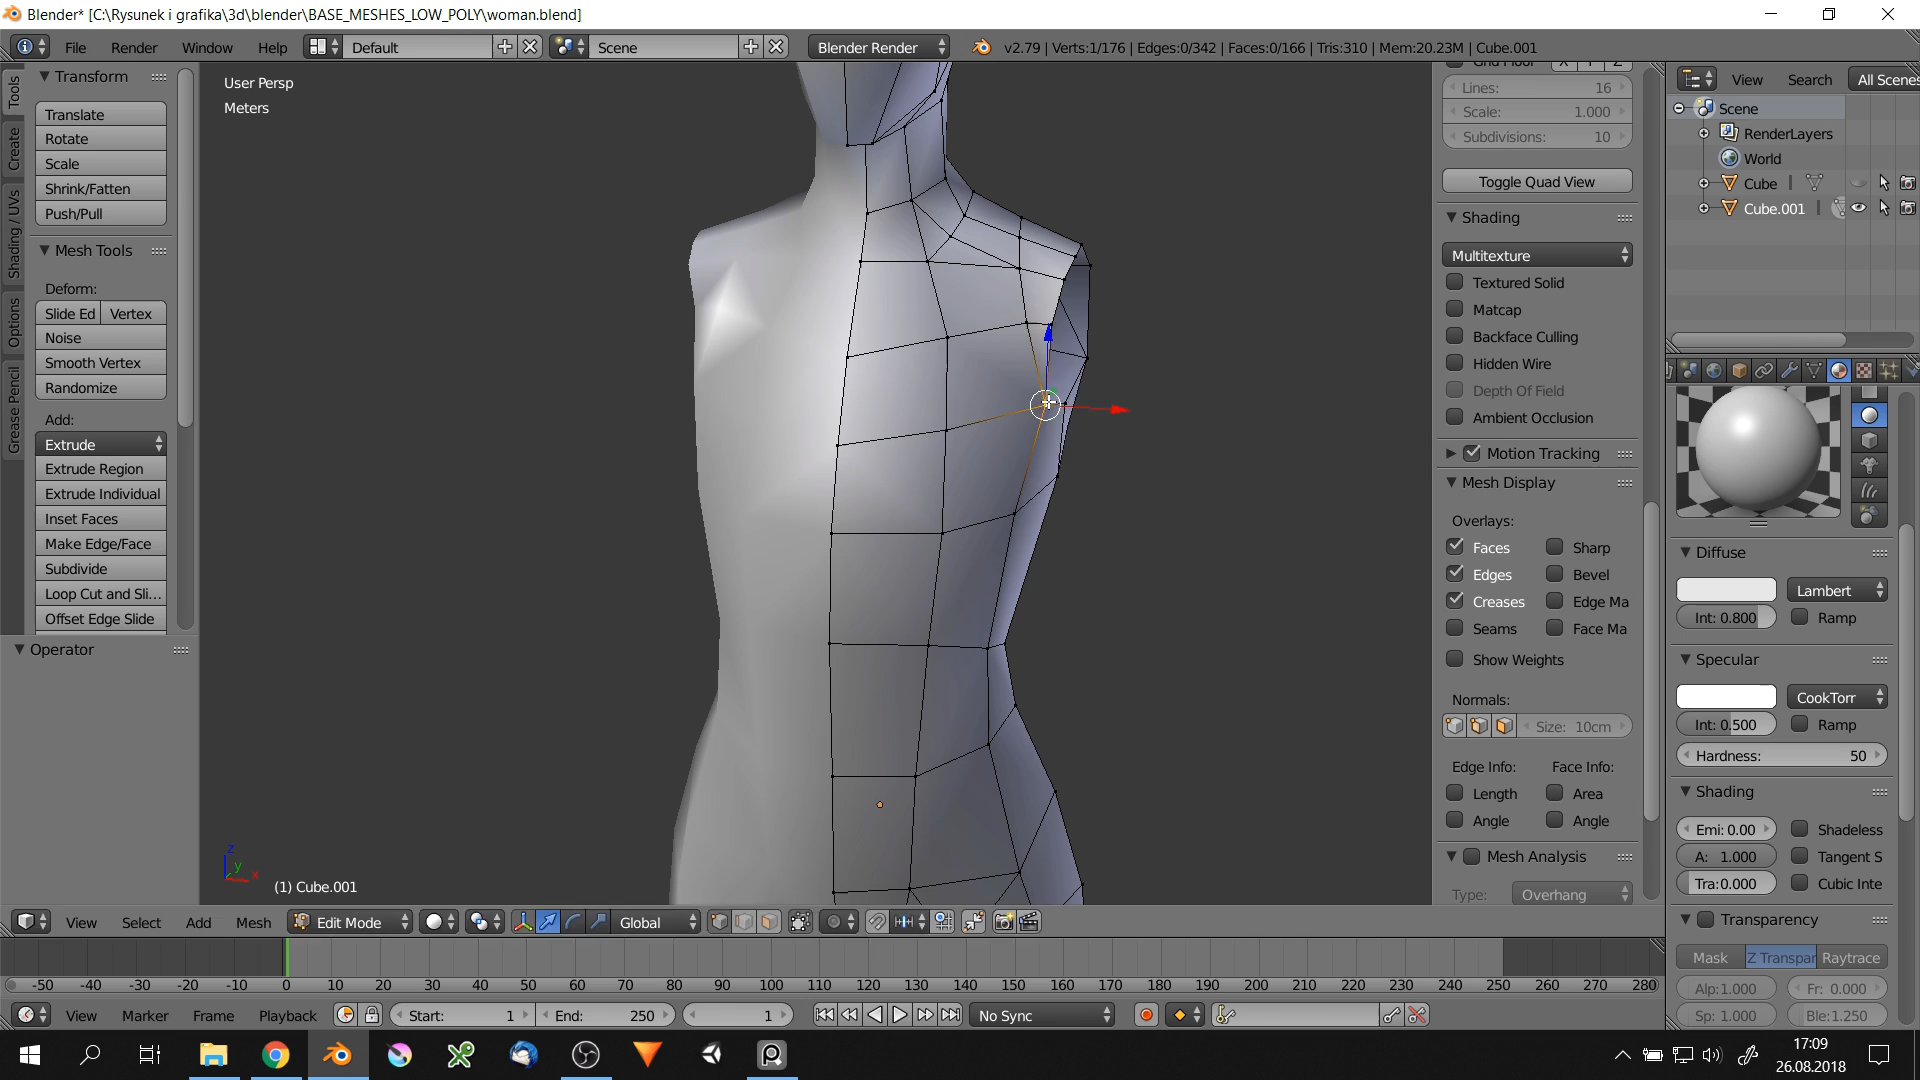 Blender* [C:\Rysunek i grafika\3d\blender\BASE_MESHES_LOW_POLY\woman.blend]
File Render Window Help Default Scene Blender Render v2.79 | Verts:1/176 | Edges:0/342 | Faces:0/166 | Tris:310 | Mem:20.23M | Cube.001
Tools
Create
Shading / UVs
Options
Grease Pencil
Transform
Translate
Rotate
Scale
Shrink/Fatten
Push/Pull
Mesh Tools
Deform:
Slide Ed Vertex
Noise
Smooth Vertex
Randomize
Add:
Extrude
Extrude Region
Extrude Individual
Inset Faces
Make Edge/Face
Subdivide
Loop Cut and Sli...
Offset Edge Slide
Operator
User Persp
Meters
z
y
x
(1) Cube.001
Grid Floor X Y Z
Lines: 16
Scale: 1.000
Subdivisions: 10
Toggle Quad View
Shading
Multitexture
Textured Solid
Matcap
Backface Culling
Hidden Wire
Depth Of Field
Ambient Occlusion
Motion Tracking
Mesh Display
Overlays:
Faces Sharp
Edges Bevel
Creases Edge Ma
Seams Face Ma
Show Weights
Normals:
Size: 10cm
Edge Info: Face Info:
Length Area
Angle Angle
Mesh Analysis
Type: Overhang
View Search All Scenes
Scene
RenderLayers
World
Cube
Cube.001
Diffuse
Lambert
Int: 0.800 Ramp
Specular
CookTorr
Int: 0.500 Ramp
Hardness: 50
Shading
Emi: 0.00 Shadeless
A: 1.000 Tangent S
Tra:0.000 Cubic Inte
Transparency
Mask Z Transpar Raytrace
Alp:1.000 Fr: 0.000
Sp: 1.000 Ble:1.250
View Select Add Mesh Edit Mode Global
-50 -40 -30 -20 -10 0 10 20 30 40 50 60 70 80 90 100 110 120 130 140 150 160 170 180 190 200 210 220 230 240 250 260 270 280
View Marker Frame Playback Start: 1 End: 250 1 No Sync
17:09
26.08.2018